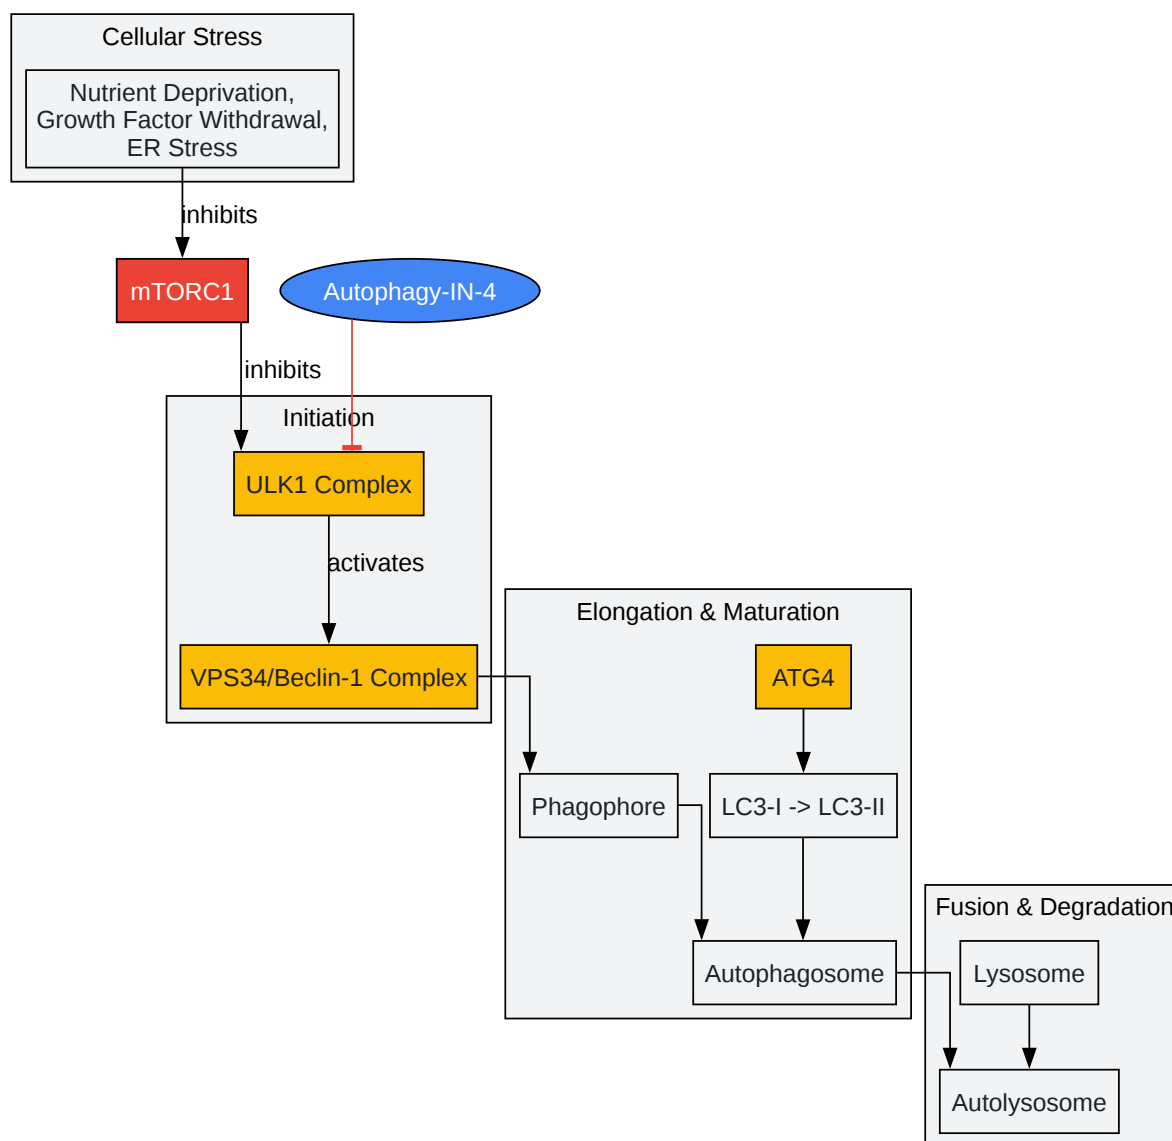 Cellular Stress
Nutrient Deprivation,
Growth Factor Withdrawal,
ER Stress
inhibits
mTORC1
Autophagy-IN-4
inhibits
Initiation
ULK1 Complex
activates
VPS34/Beclin-1 Complex
Elongation & Maturation
ATG4
Phagophore
LC3-I -> LC3-II
Autophagosome
Fusion & Degradation
Lysosome
Autolysosome